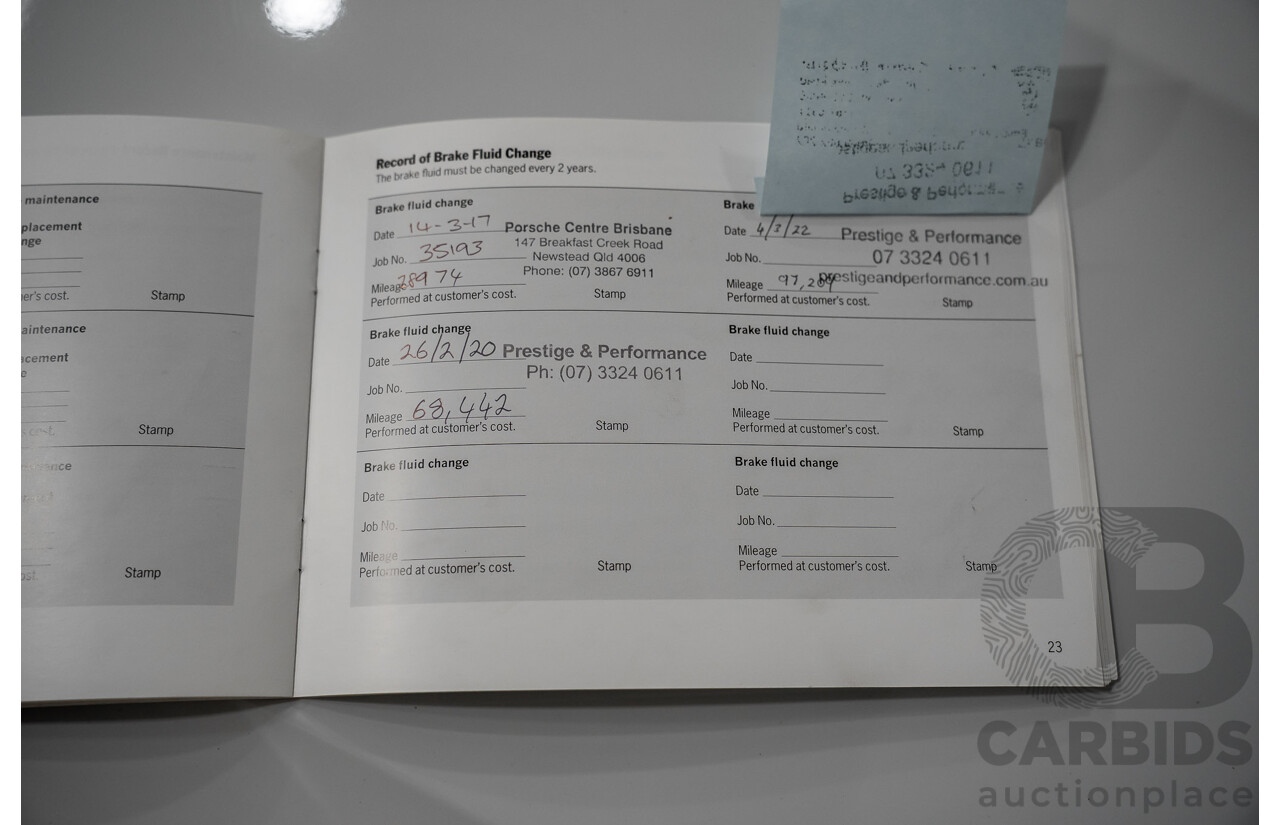 maintenance
placement
nge
er's cost.
Stamp
aintenance
cement
e
Stamp
Stamp
Record of Brake Fluid Change
The brake fluid must be changed every 2 years.
Brake fluid change
Date 14-3-17
Job No. 35193
Mileage 38974
Performed at customer's cost.
Porsche Centre Brisbane
147 Breakfast Creek Road
Newstead Qld 4006
Phone: (07) 3867 6911
Stamp
Brake
Date 4/3/22
Job No.
Mileage
Performed at customer's cost.
Prestige & Performance
07 3324 0611
prestigeandperformance.com.au
Stamp
Brake fluid change
Date 26/2/20
Job No.
Mileage 68,442
Performed at customer's cost.
Prestige & Performance
Ph: (07) 3324 0611
Stamp
Brake fluid change
Date
Job No.
Mileage
Performed at customer's cost.
Stamp
Brake fluid change
Date
Job No.
Mileage
Performed at customer's cost.
Stamp
Brake fluid change
Date
Job No.
Mileage
Performed at customer's cost.
Stamp
23
CB
CARBIDS
auctionplace